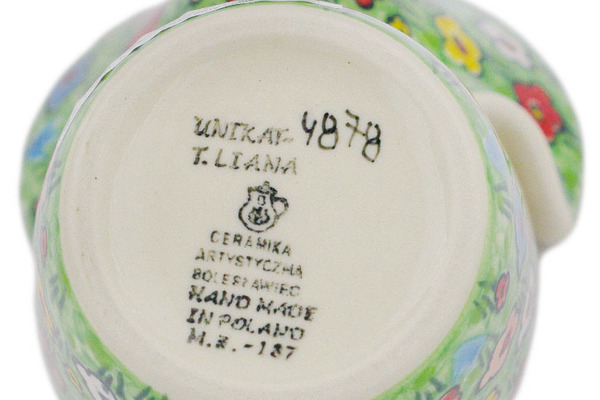 UNIKAT- 4878
T. LIANA
CERAMIKA
ARTYSTYCZNA
BOLESŁAWIEC
HAND MADE
IN POLAND
M.R.-187